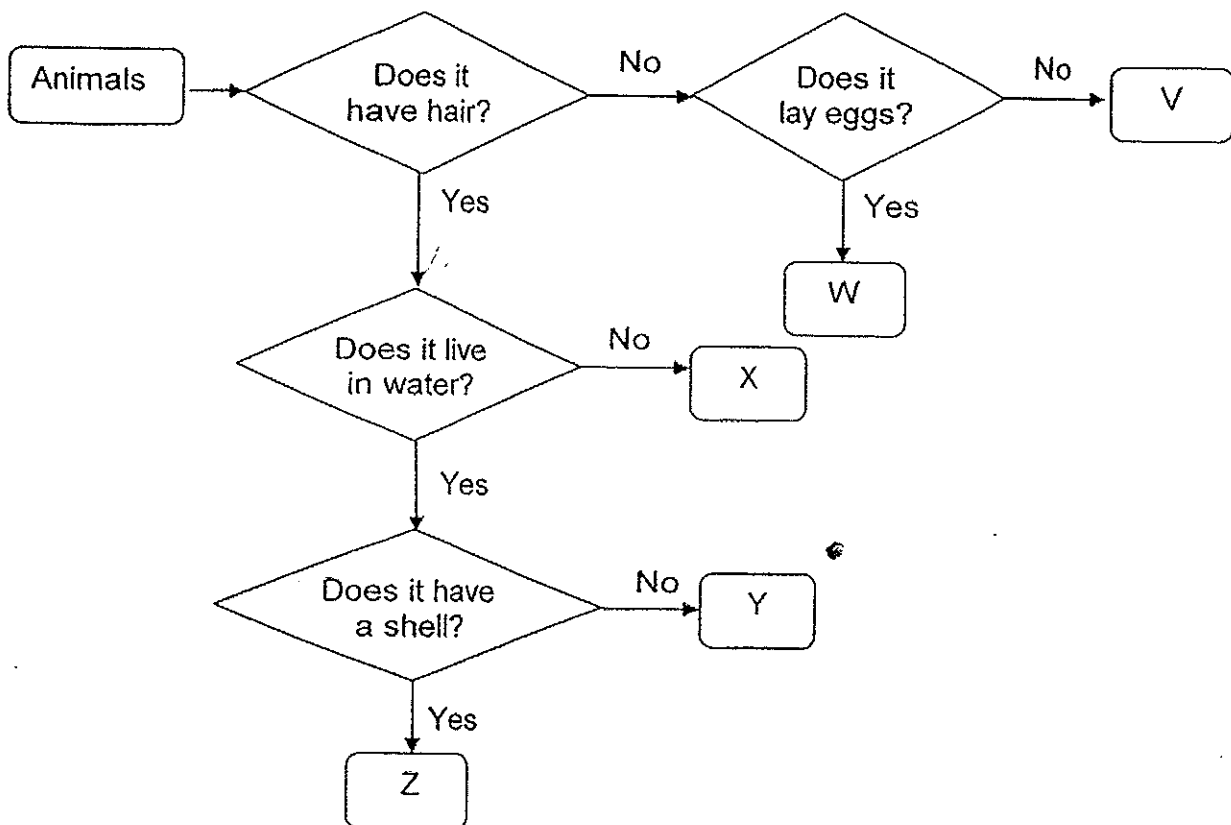 Animals
Does it
have hair?
No
Does it
lay eggs?
No
V
Yes
Yes
W
Does it live
in water?
No
X
Yes
Does it have
a shell?
No
Y
Yes
Z